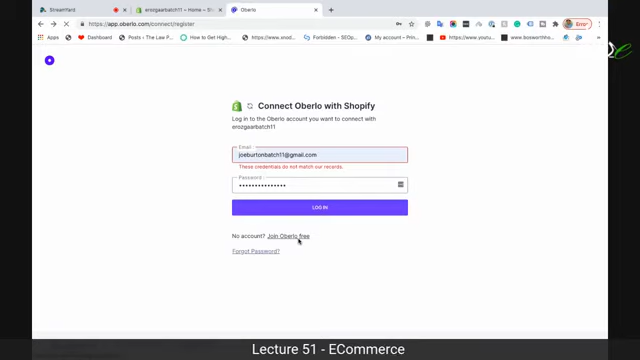 StreamYard
erozgaarbatch11 ~ Home ~ Sh
Oberlo
https://app.oberlo.com/connect/register
Error
Apps
Dashboard
Posts ‹ The Law P...
How to Get High...
https://www.snod...
Forbidden - SEOp...
My account – Prin...
https://www.youtu...
www.bosworthho...
Connect Oberlo with Shopify
Log in to the Oberlo account you want to connect with
erozgaarbatch11
Email
joeburtonbatch11@gmail.com
These credentials do not match our records.
Password
LOG IN
No account? Join Oberlo free
Forgot Password?
Lecture 51 - ECommerce